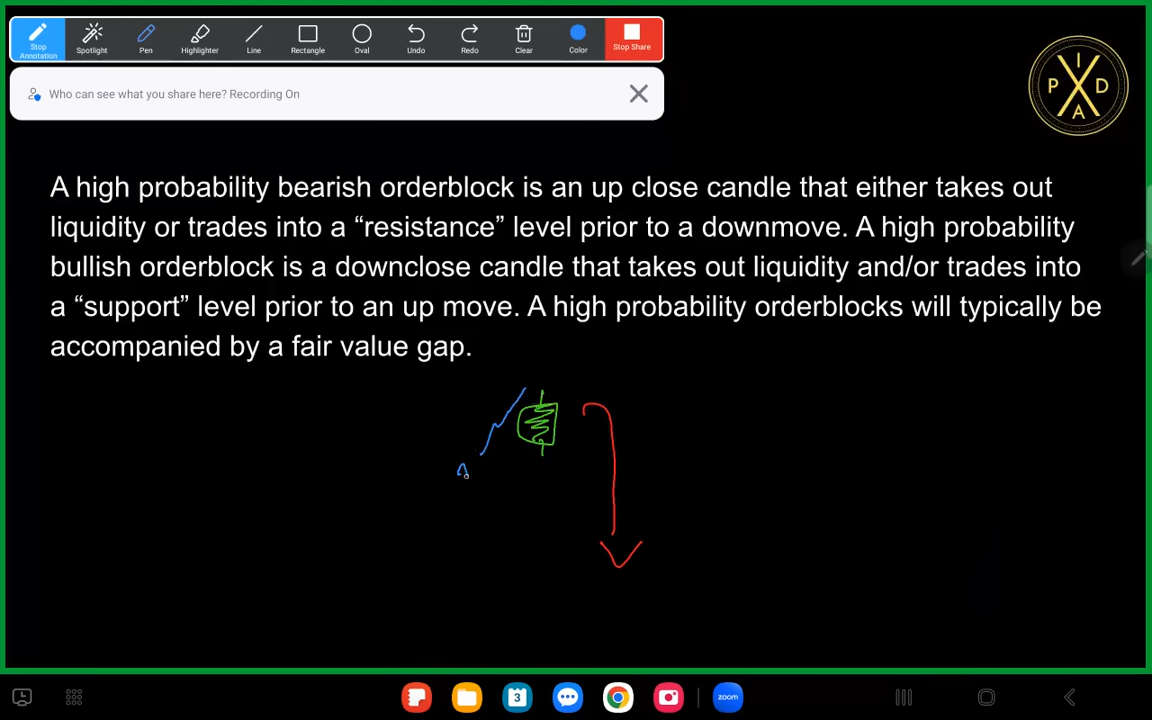 Stop Annotation
Spotlight
Pen
Highlighter
Line
Rectangle
Oval
Undo
Redo
Clear
Color
Stop Share
Who can see what you share here? Recording On
I
P D
A
A high probability bearish orderblock is an up close candle that either takes out
liquidity or trades into a “resistance” level prior to a downmove. A high probability
bullish orderblock is a downclose candle that takes out liquidity and/or trades into
a “support” level prior to an up move. A high probability orderblocks will typically be
accompanied by a fair value gap.
3
zoom